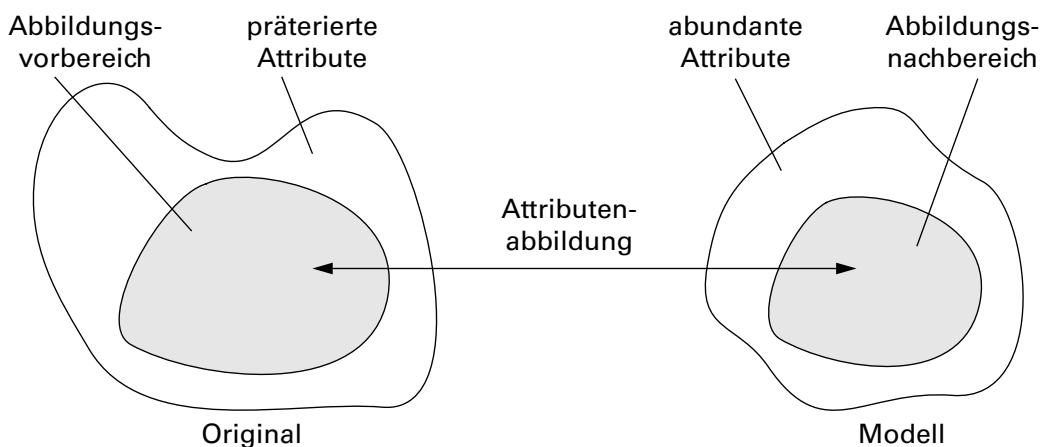 Abbildungs-
vorbereich
präterierte
Attribute
abundante
Attribute
Abbildungs-
nachbereich
Attributen-
abbildung
Original
Modell